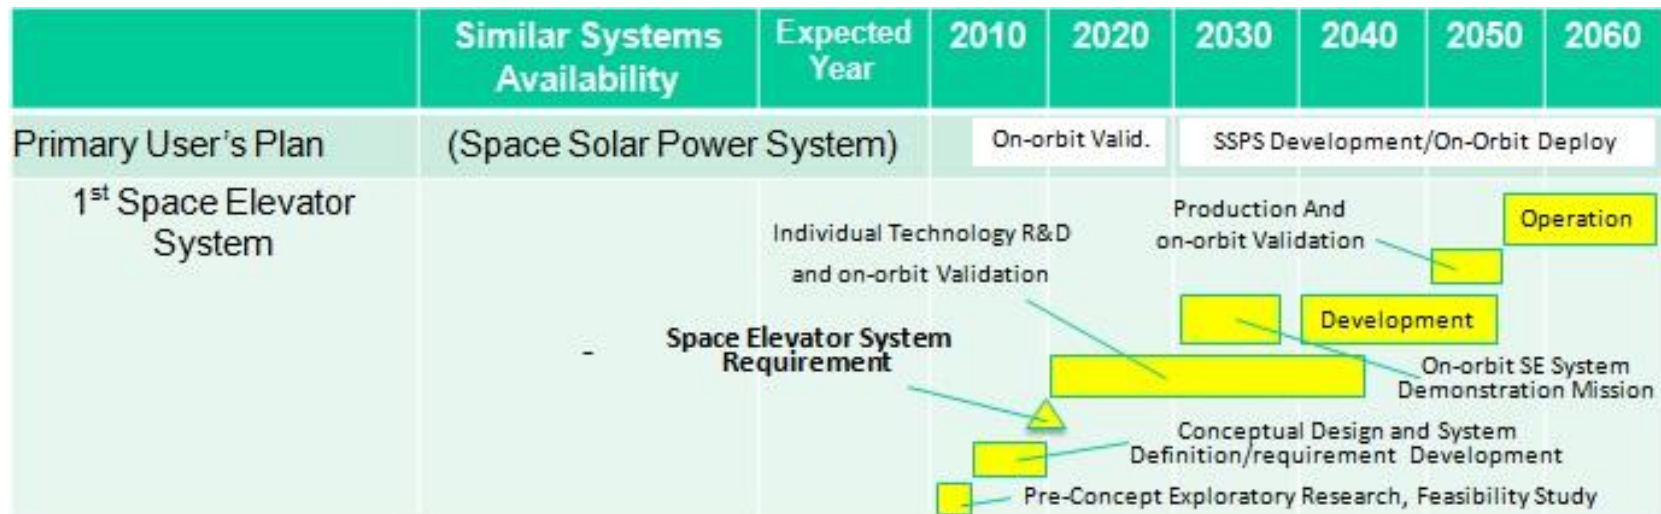 Similar Systems Availability
Expected Year
2010 2020 2030 2040 2050 2060
Primary User's Plan
(Space Solar Power System)
On-orbit Valid.
SSPS Development/On-Orbit Deploy
1st Space Elevator
System
-
Production And
on-orbit Validation
Operation
Individual Technology R&D
and on-orbit Validation
Development
Space Elevator System
Requirement
On-orbit SE System
Demonstration Mission
Conceptual Design and System
Definition/requirement Development
Pre-Concept Exploratory Research, Feasibility Study